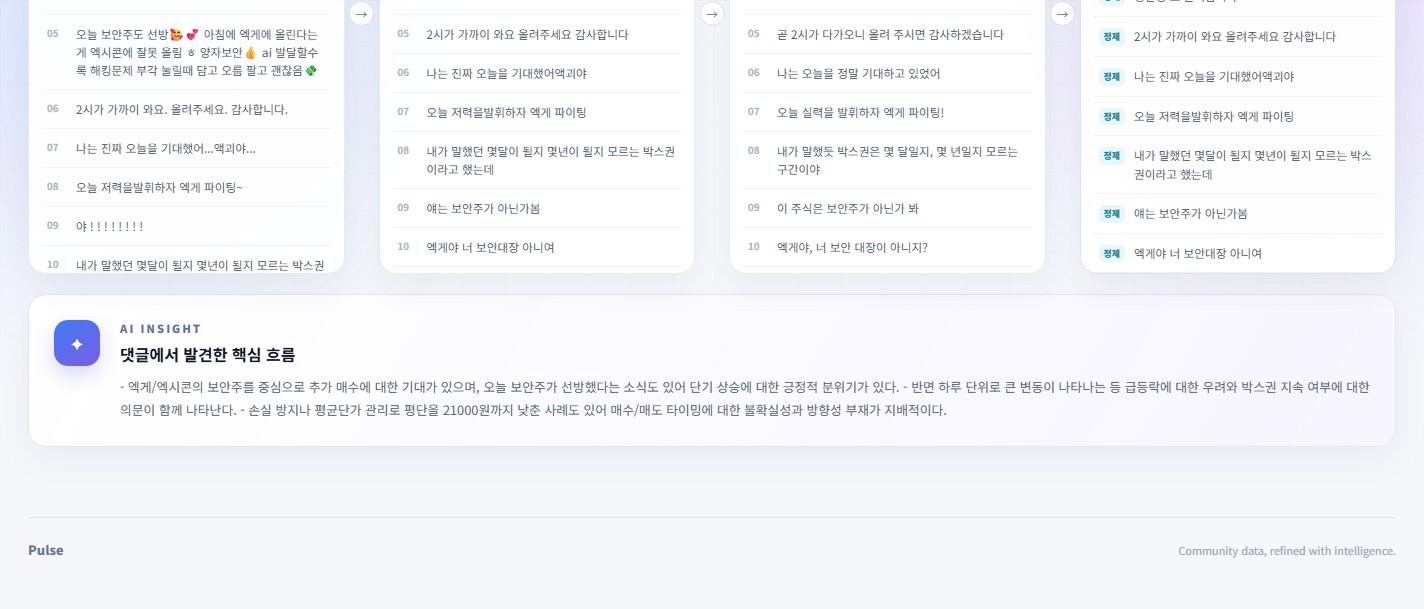 05 오늘 보안주도 선방🥰 💕 아침에 엑게에 올린다는
게 엑시콘에 잘못 올림 ㅎ 양자보안👍 ai 발달할수
록 해킹문제 부각 눌릴때 담고 오름 팔고 괜찮음💸
06 2시가 가까이 와요. 올려주세요. 감사합니다.
07 나는 진짜 오늘을 기대했어...액괴야...
08 오늘 저력을발휘하자 엑게 파이팅~
09 야 ! ! ! ! ! ! ! !
10 내가 말했던 몇달이 될지 몇년이 될지 모르는 박스권
→
05 2시가 가까이 와요 올려주세요 감사합니다
06 나는 진짜 오늘을 기대했어액괴야
07 오늘 저력을발휘하자 엑게 파이팅
08 내가 말했던 몇달이 될지 몇년이 될지 모르는 박스권
이라고 했는데
09 얘는 보안주가 아닌가봄
10 엑게야 너 보안대장 아니여
→
05 곧 2시가 다가오니 올려 주시면 감사하겠습니다
06 나는 오늘을 정말 기대하고 있었어
07 오늘 실력을 발휘하자 엑게 파이팅!
08 내가 말했듯 박스권은 몇 달일지, 몇 년일지 모르는
구간이야
09 이 주식은 보안주가 아닌가 봐
10 엑게야, 너 보안 대장이 아니지?
→
정제 2시가 가까이 와요 올려주세요 감사합니다
정제 나는 진짜 오늘을 기대했어액괴야
정제 오늘 저력을발휘하자 엑게 파이팅
정제 내가 말했던 몇달이 될지 몇년이 될지 모르는 박스
권이라고 했는데
정제 얘는 보안주가 아닌가봄
정제 엑게야 너 보안대장 아니여
AI INSIGHT
댓글에서 발견한 핵심 흐름
- 엑게/엑시콘의 보안주를 중심으로 추가 매수에 대한 기대가 있으며, 오늘 보안주가 선방했다는 소식도 있어 단기 상승에 대한 긍정적 분위기가 있다. - 반면 하루 단위로 큰 변동이 나타나는 등 급등락에 대한 우려와 박스권 지속 여부에 대한
의문이 함께 나타난다. - 손실 방지나 평균단가 관리로 평단을 21000원까지 낮춘 사례도 있어 매수/매도 타이밍에 대한 불확실성과 방향성 부재가 지배적이다.
Pulse
Community data, refined with intelligence.